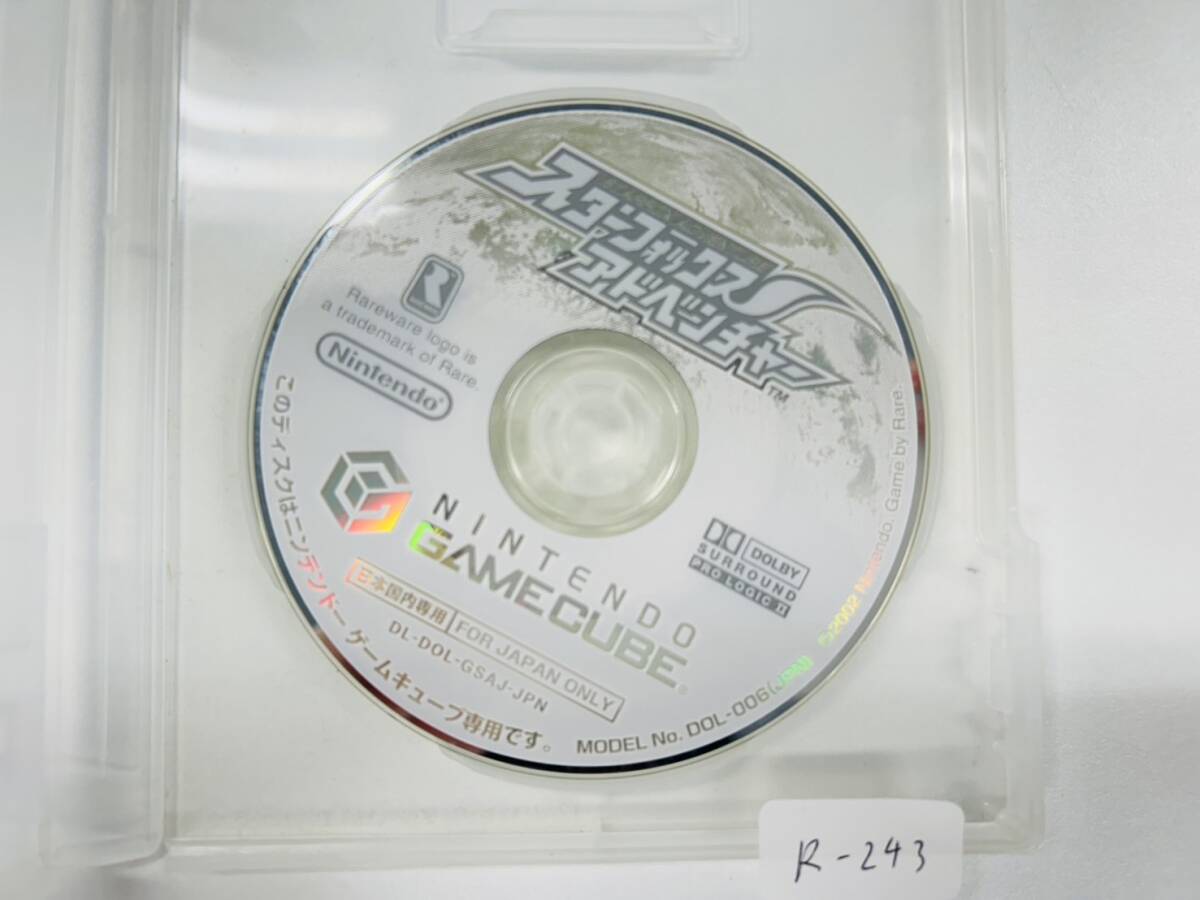 スターフォックス
アドベンチャー
TM
R
Rareware logo is
a trademark of Rare.
Nintendo®
NINTENDO
GAMECUBE®
DOLBY
SURROUND
PRO LOGIC II
日本国内専用 FOR JAPAN ONLY
DL-DOL-GSAJ-JPN
このディスクはニンテンドーゲームキューブ専用です。
MODEL No. DOL-006(JPN)
©2002 Nintendo. Game by Rare.
R-243